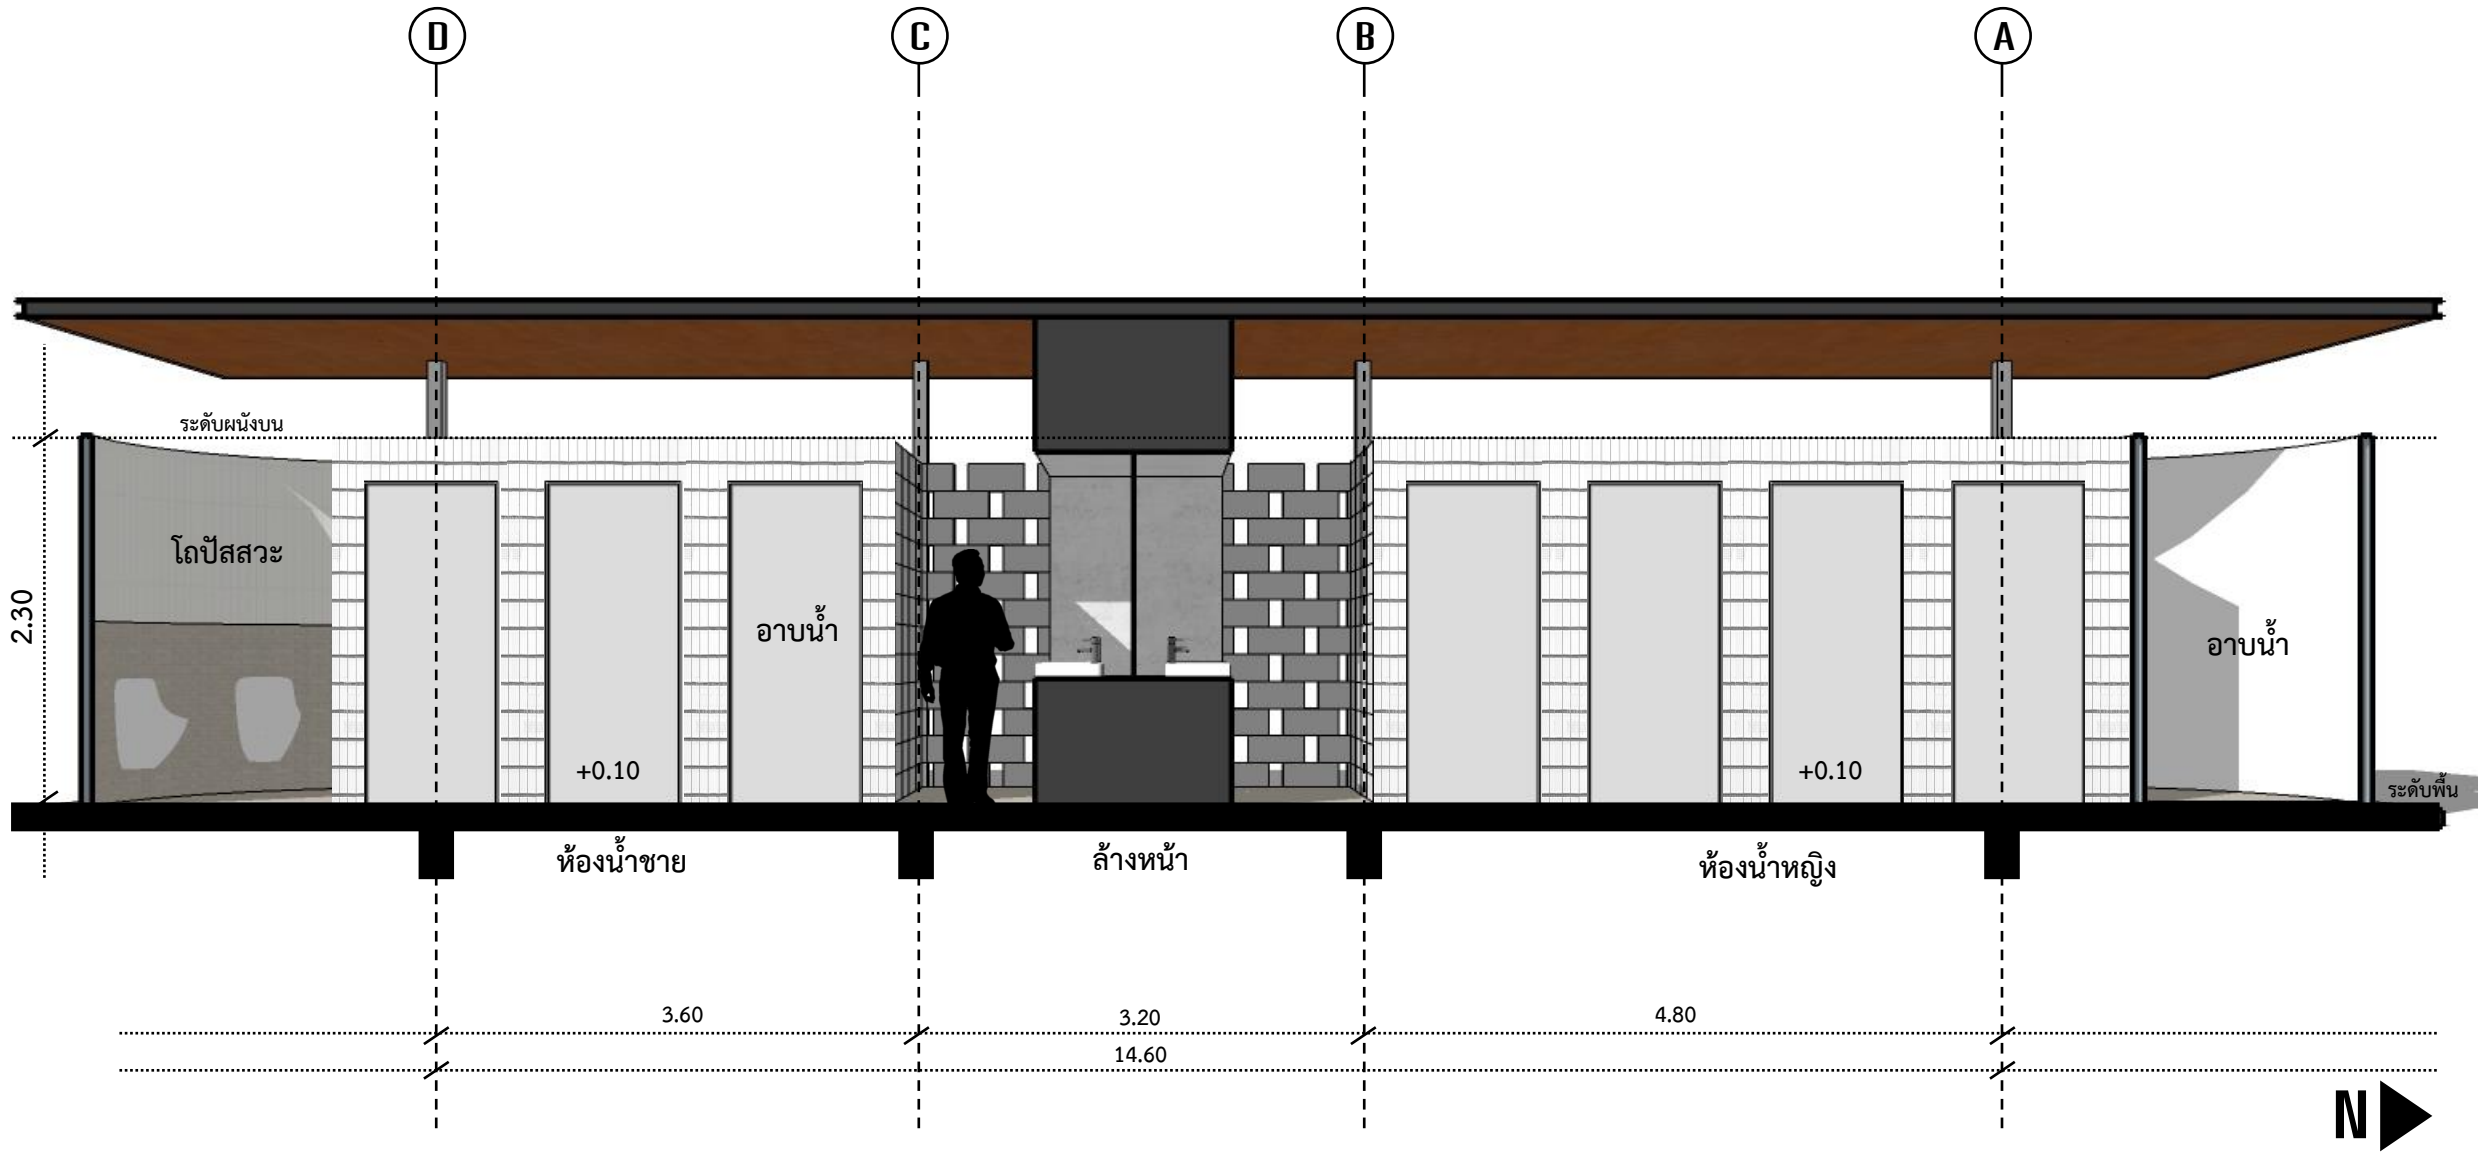 D
C
B
A
ระดับผนังบน
โถปัสสวะ
อาบน้ำ
2.30
อาบน้ำ
+0.10
+0.10
ระดับพื้น
ห้องน้ำชาย
ล้างหน้า
ห้องน้ำหญิง
3.60
3.20
4.80
14.60
N